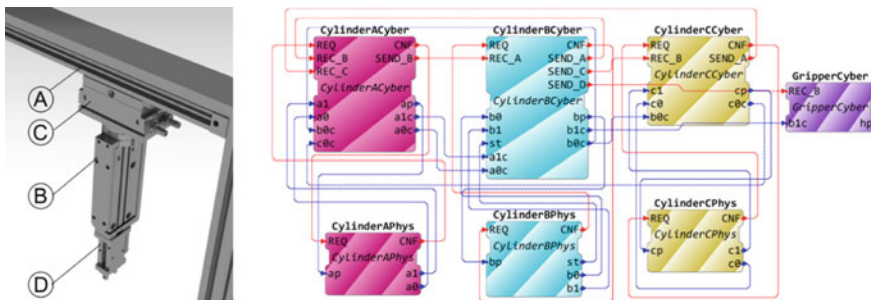 A
C
B
D
CylinderACyber
REQ CNF
REC_B SEND_B
REC_C
CylinderACyber
a1 ap
a0 a1c
b0c a0c
c0c
CylinderBCyber
REQ CNF
REC_A SEND_A
SEND_C
SEND_D
CylinderBCyber
b0 bp
b1 b1c
st b0c
a1c
a0c
CylinderCCyber
REQ CNF
REC_B SEND_A
CylinderCCyber
c1 cp
c0 c0c
b0c
GripperCyber
REC_B
GripperCyber
b1c hp
CylinderAPhys
REQ CNF
CylinderAPhys
ap a1
a0
CylinderBPhys
REQ CNF
CylinderBPhys
bp st
b0
b1
CylinderCPhys
REQ CNF
CylinderCPhys
cp c1
c0